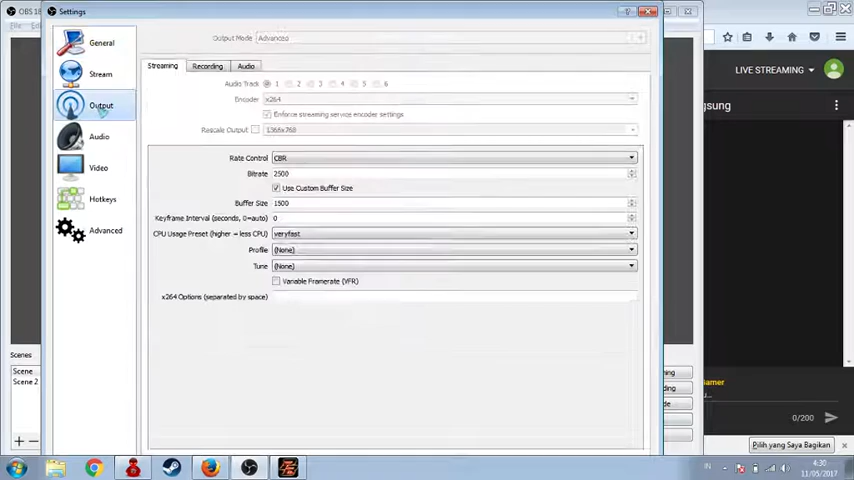 OBS 18
Settings
General
Stream
Output
Audio
Video
Hotkeys
Advanced
Output Mode Advanced
Streaming Recording Audio
Audio Track 1 2 3 4 5 6
Encoder x264
Enforce streaming service encoder settings
Rescale Output 1366x768
Rate Control CBR
Bitrate 2500
Use Custom Buffer Size
Buffer Size 1500
Keyframe Interval (seconds, 0=auto) 0
CPU Usage Preset (higher = less CPU) veryfast
Profile (None)
Tune (None)
Variable Framerate (VFR)
x264 Options (separated by space)
Scenes
Scene
Scene 2
LIVE STREAMING
0/200
Pilih yang Saya Bagikan
IN
4:30
11/05/2017